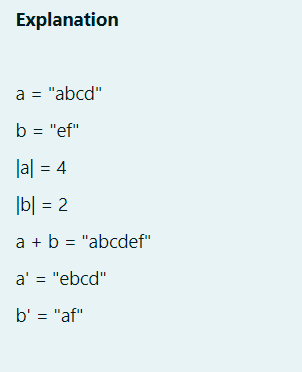 Explanation
a = "abcd"
b = "ef"
|a| = 4
|b| = 2
a + b = "abcdef"
a' = "ebcd"
b' = "af"